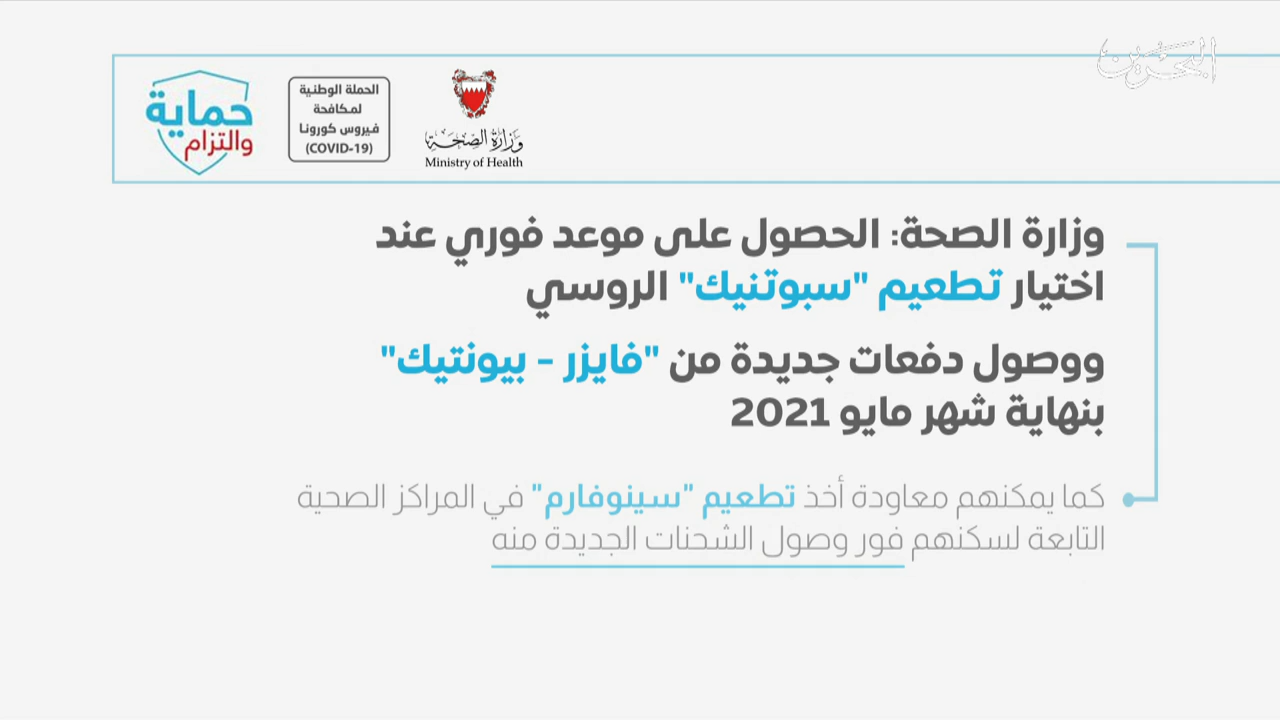 البحرين
حماية
والتزام
الحملة الوطنية
لمكافحة
فيروس كورونا
(COVID-19)
وزارة الصحة
Ministry of Health
وزارة الصحة: الحصول على موعد فوري عند
اختيار تطعيم "سبوتنيك" الروسي
ووصول دفعات جديدة من "فايزر - بيونتيك"
بنهاية شهر مايو 2021
كما يمكنهم معاودة أخذ تطعيم "سينوفارم" في المراكز الصحية
التابعة لسكنهم فور وصول الشحنات الجديدة منه